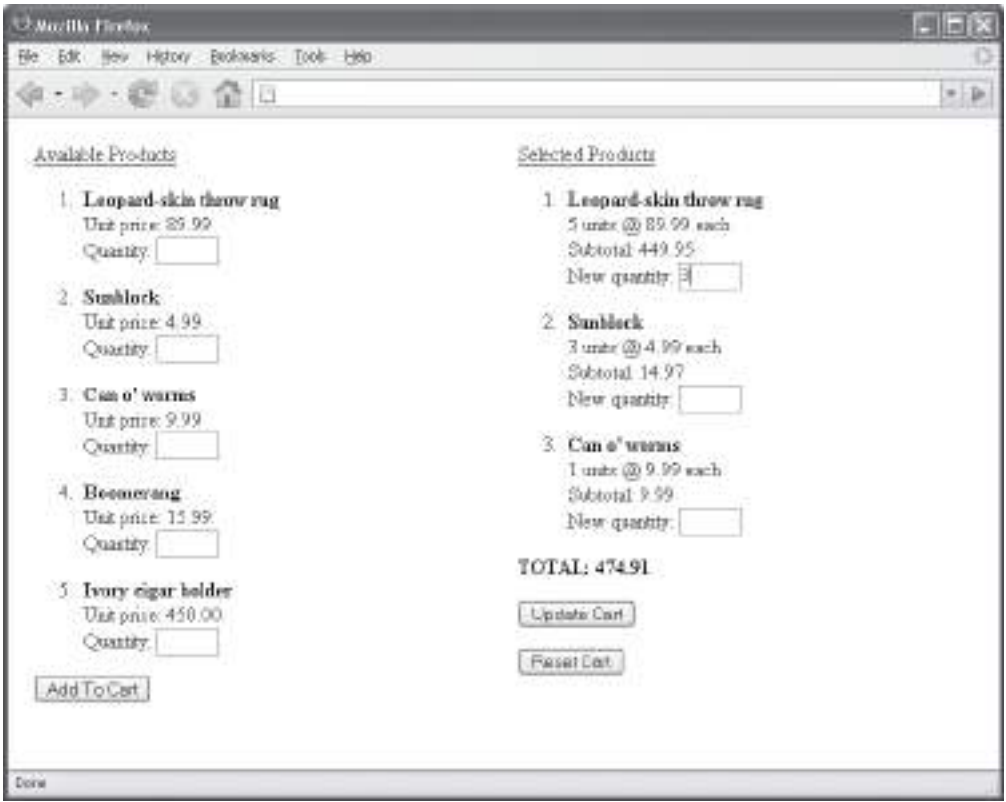 Mozilla Firefox
File Edit View History Bookmarks Tools Help
Available Products
1. Leopard-skin throw rug
Unit price: 89.99
Quantity:
2. Sunblock
Unit price: 4.99
Quantity:
3. Can o' worms
Unit price: 9.99
Quantity:
4. Boomerang
Unit price: 15.99
Quantity:
5. Ivory cigar holder
Unit price: 450.00
Quantity:
Add To Cart
Selected Products
1. Leopard-skin throw rug
5 units @ 89.99 each
Subtotal: 449.95
New quantity: 3
2. Sunblock
3 units @ 4.99 each
Subtotal: 14.97
New quantity:
3. Can o' worms
1 units @ 9.99 each
Subtotal: 9.99
New quantity:
TOTAL: 474.91
Update Cart
Reset Cart
Done